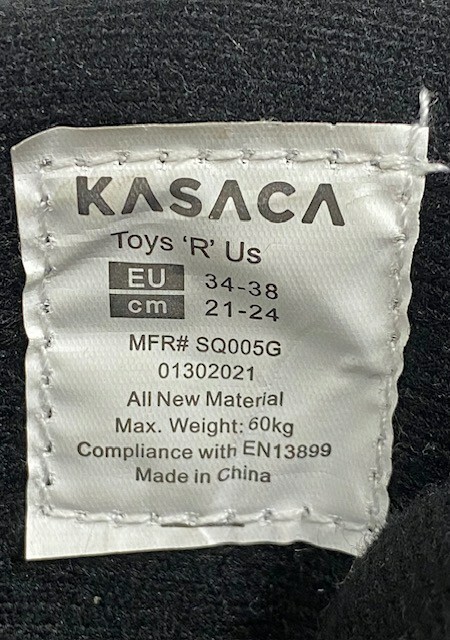 KASACA
Toys 'R' Us
EU 34-38
cm 21-24
MFR# SQ005G
01302021
All New Material
Max. Weight: 60kg
Compliance with EN13899
Made in China